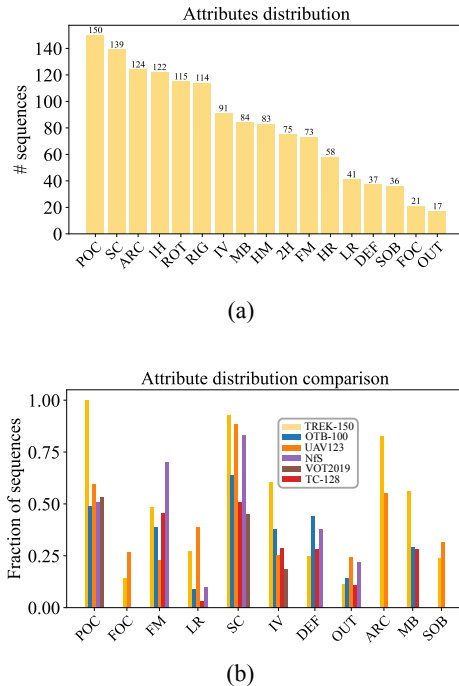 Attributes distribution
# sequences
140
120
100
80
60
40
20
0
150
139
124
122
115
114
91
84
83
75
73
58
41
37
36
21
17
POC SC ARC 1H ROT RIG IV MB HM 2H FM HR LR DEF SOB FOC OUT
(a)
Attribute distribution comparison
Fraction of sequences
1.00
0.75
0.50
0.25
0.00
TREK-150
OTB-100
UAV123
NfS
VOT2019
TC-128
POC FOC FM LR SC IV DEF OUT ARC MB SOB
(b)